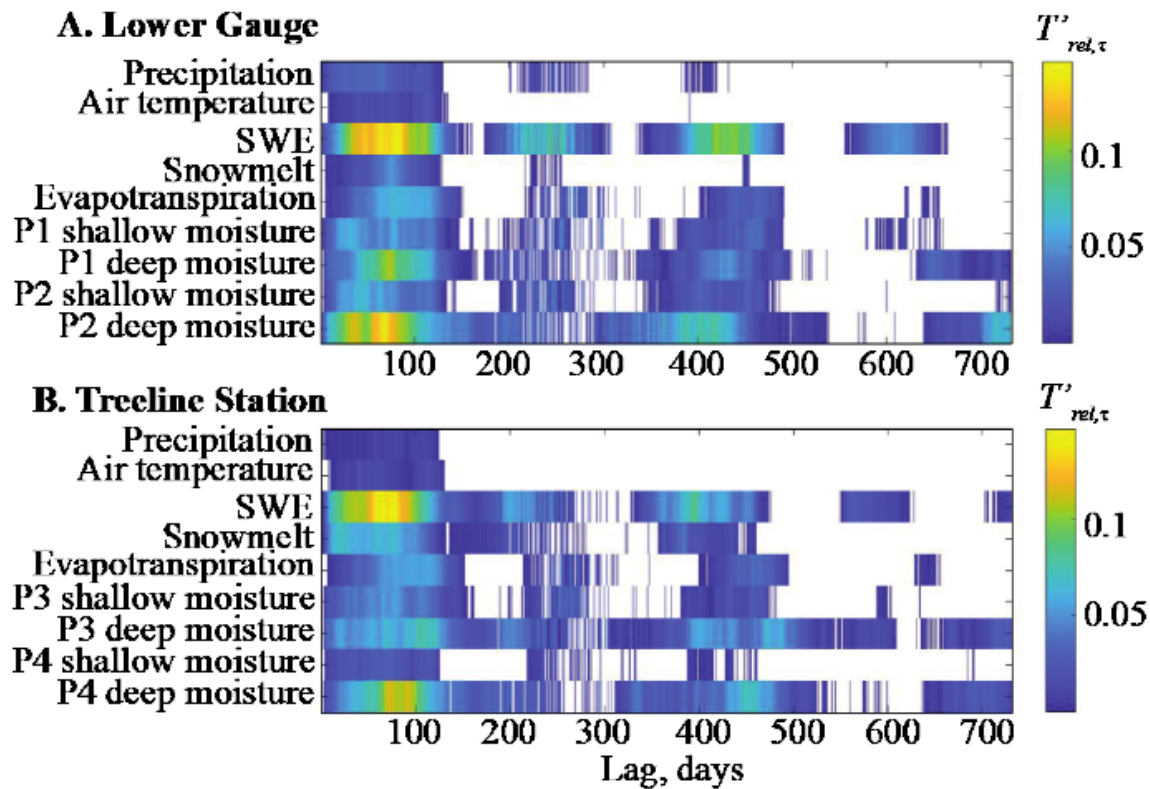 A. Lower Gauge
T'rel,τ
Precipitation
Air temperature
SWE
Snowmelt
Evapotranspiration
P1 shallow moisture
P1 deep moisture
P2 shallow moisture
P2 deep moisture
0.1
0.05
100 200 300 400 500 600 700
B. Treeline Station
T'rel,τ
Precipitation
Air temperature
SWE
Snowmelt
Evapotranspiration
P3 shallow moisture
P3 deep moisture
P4 shallow moisture
P4 deep moisture
0.1
0.05
100 200 300 400 500 600 700
Lag, days